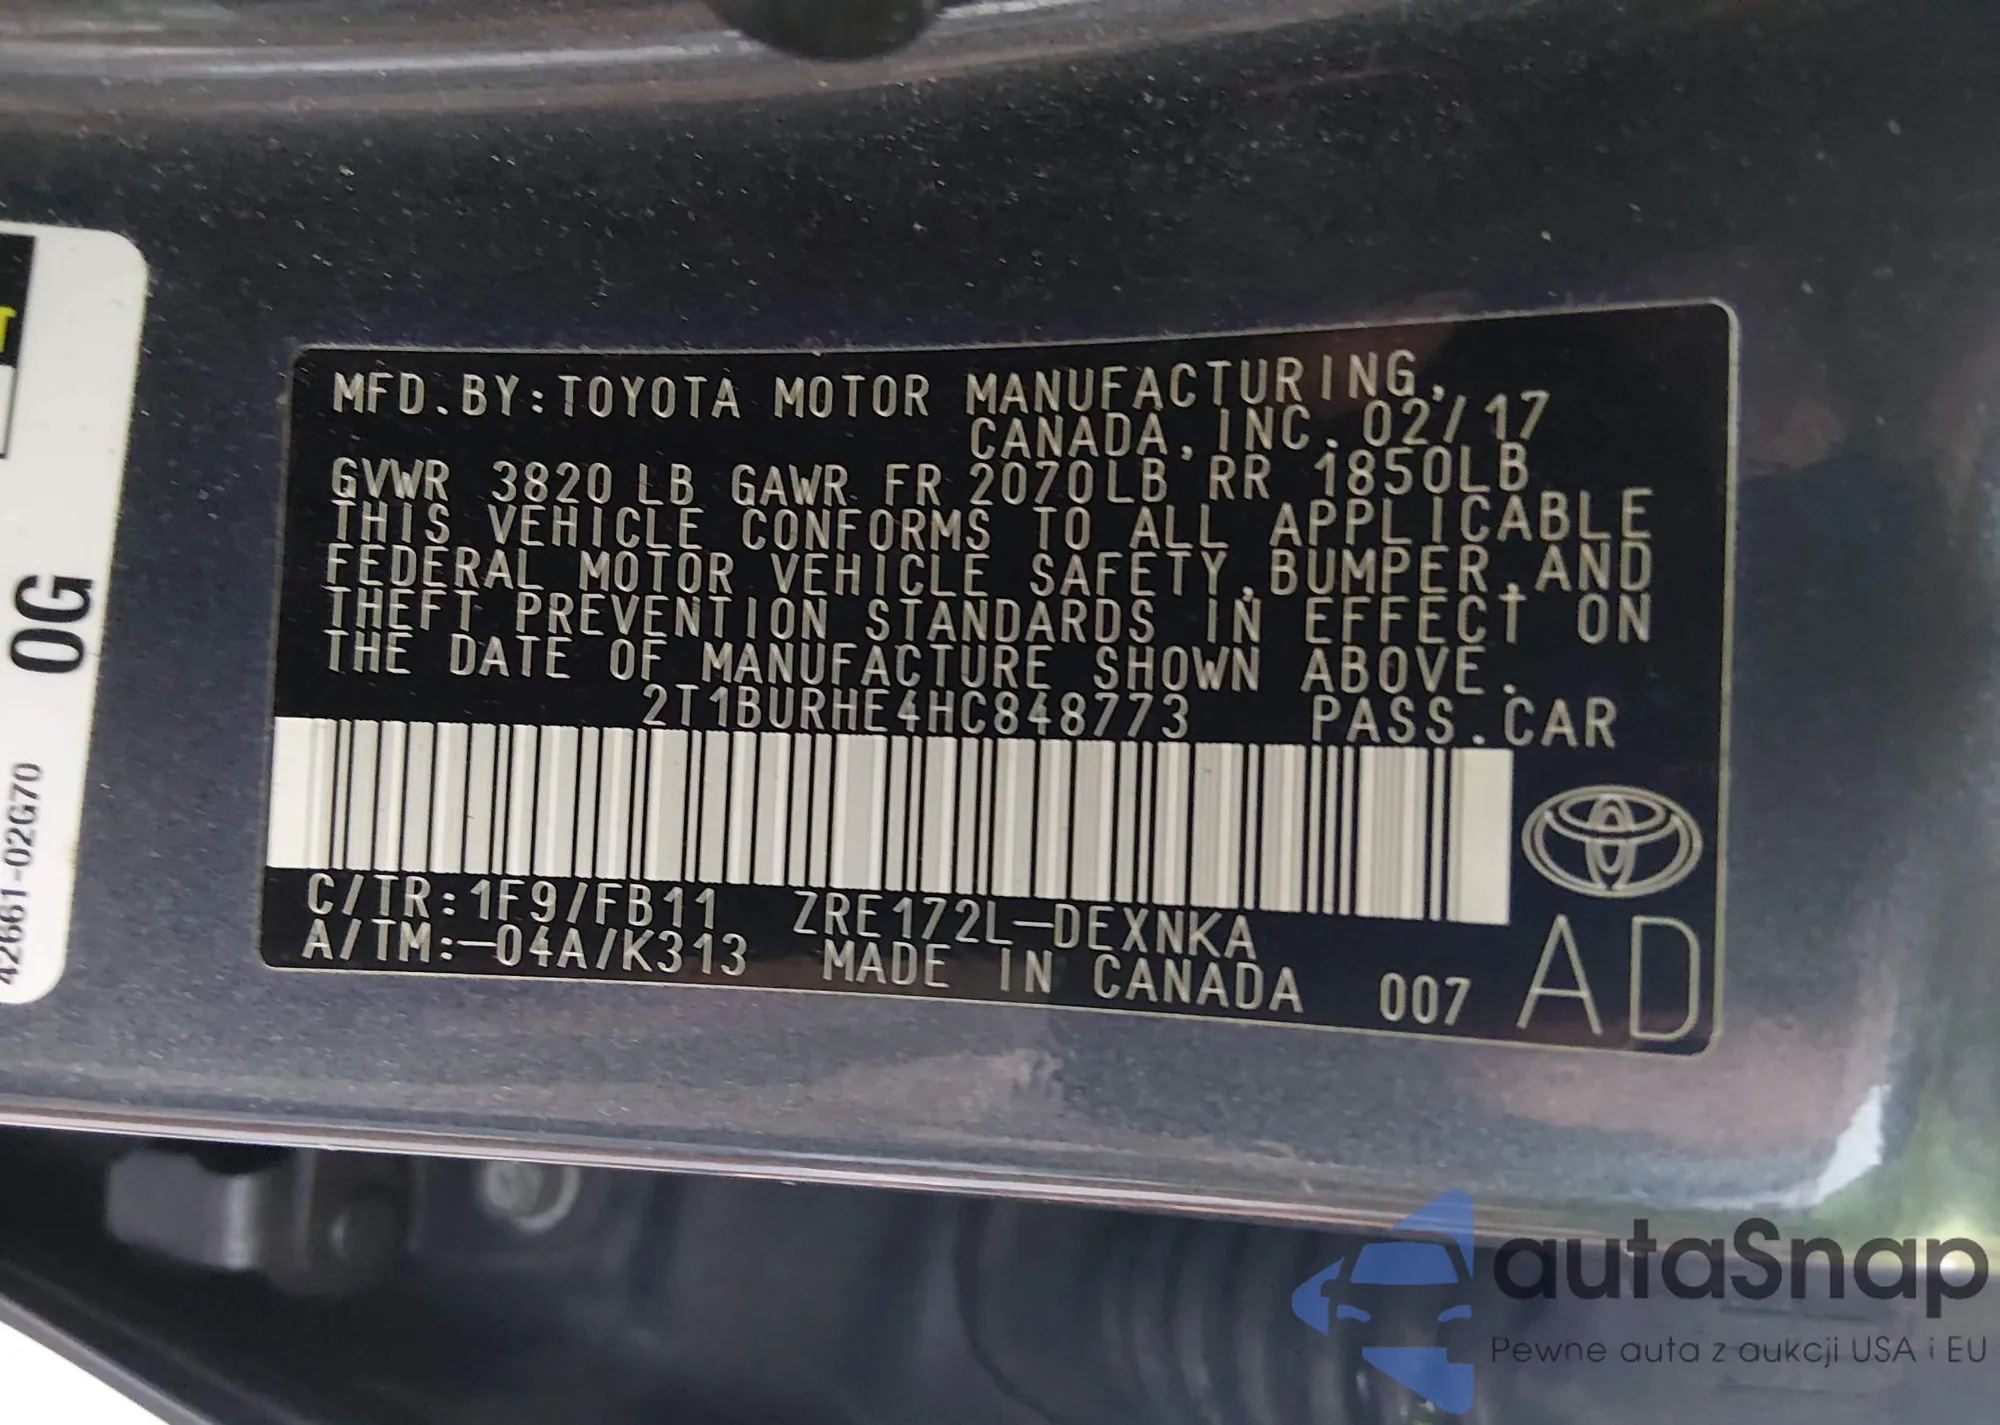 MFD.BY:TOYOTA MOTOR MANUFACTURING,
CANADA,INC.02/17
GVWR 3820LB GAWR FR 2070LB RR 1850LB
THIS VEHICLE CONFORMS TO ALL APPLICABLE
FEDERAL MOTOR VEHICLE SAFETY,BUMPER,AND
THEFT PREVENTION STANDARDS IN EFFECT ON
THE DATE OF MANUFACTURE SHOWN ABOVE.
2T1BURHE4HC848773 PASS.CAR
C/TR:1F9/FB11 ZRE172L-DEXNKA
A/TM:-04A/K313 MADE IN CANADA 007
AD
0G
42661-02G70
T
autaSnap
Pewne auta z aukcji USA i EU